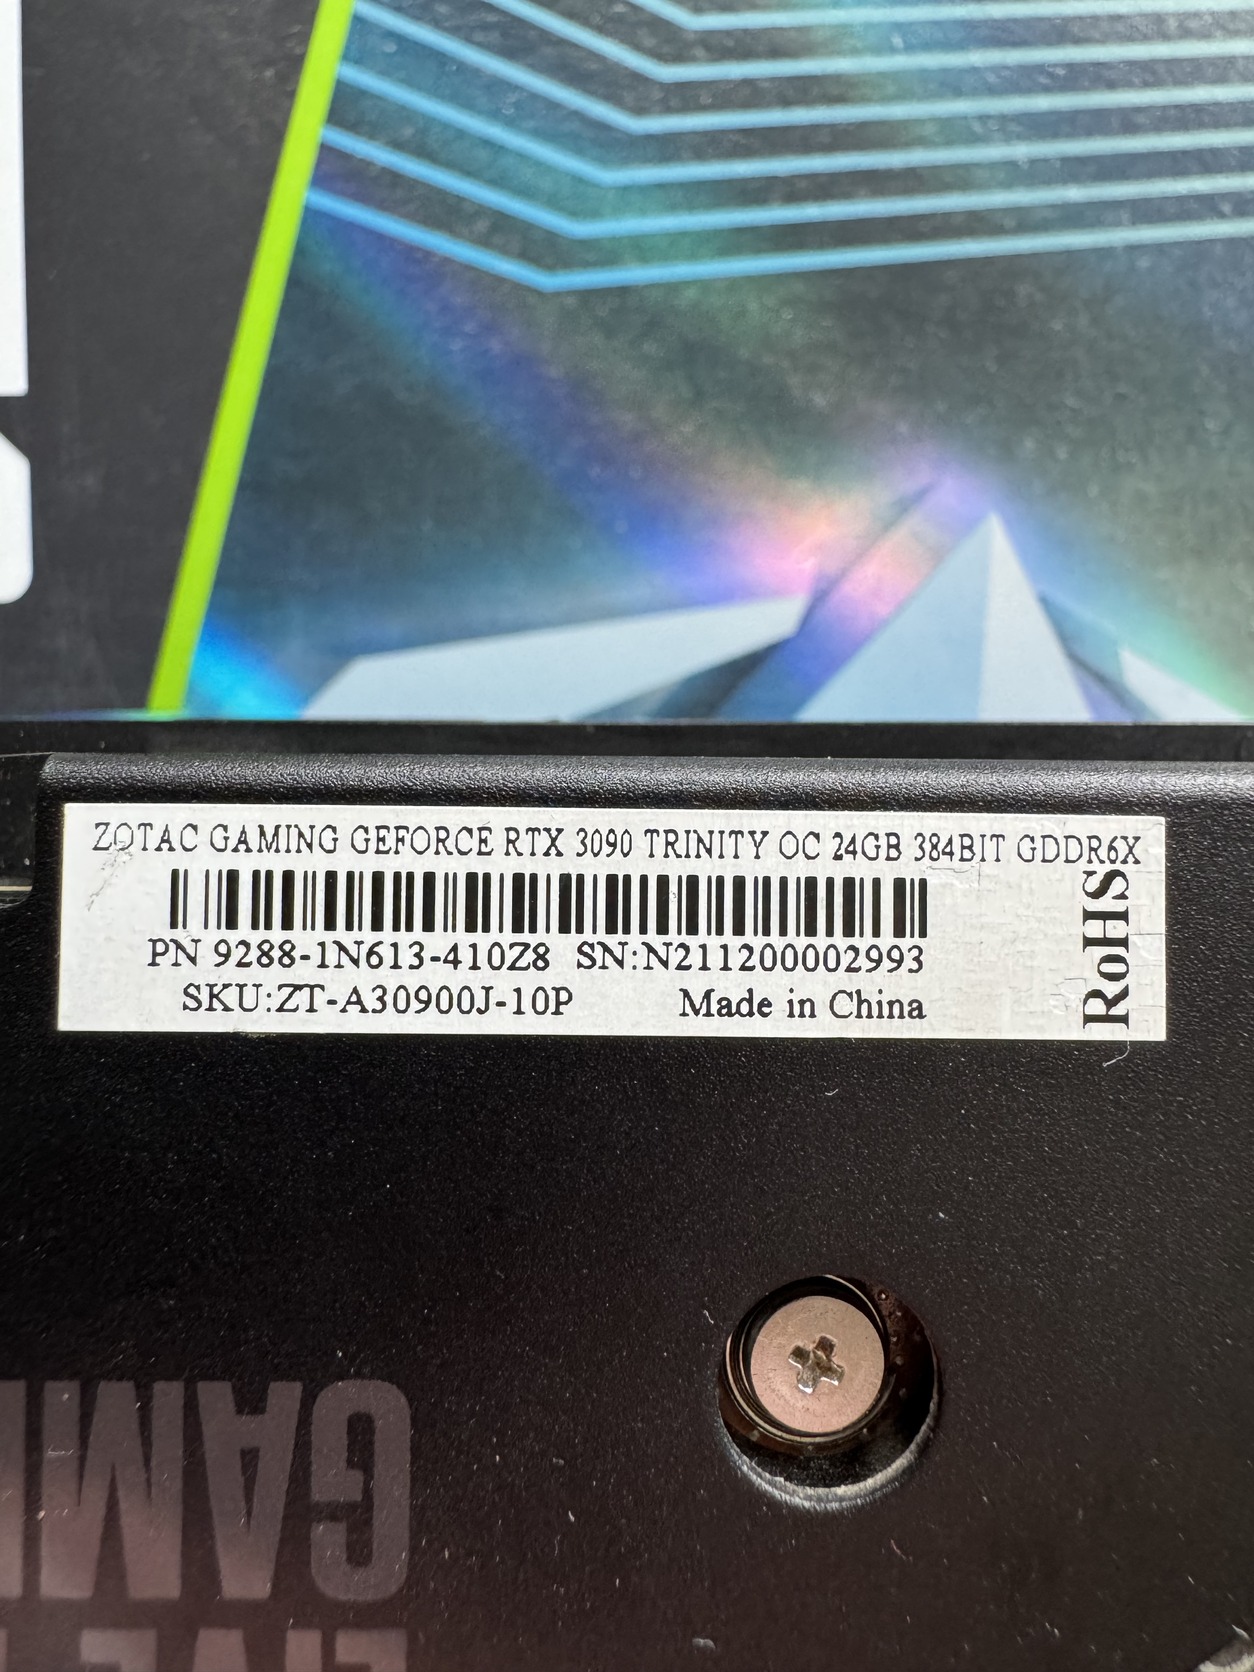 ZOTAC GAMING GEFORCE RTX 3090 TRINITY OC 24GB 384BIT GDDR6X
PN 9288-1N613-410Z8 SN:N211200002993
SKU:ZT-A30900J-10P Made in China
RoHS